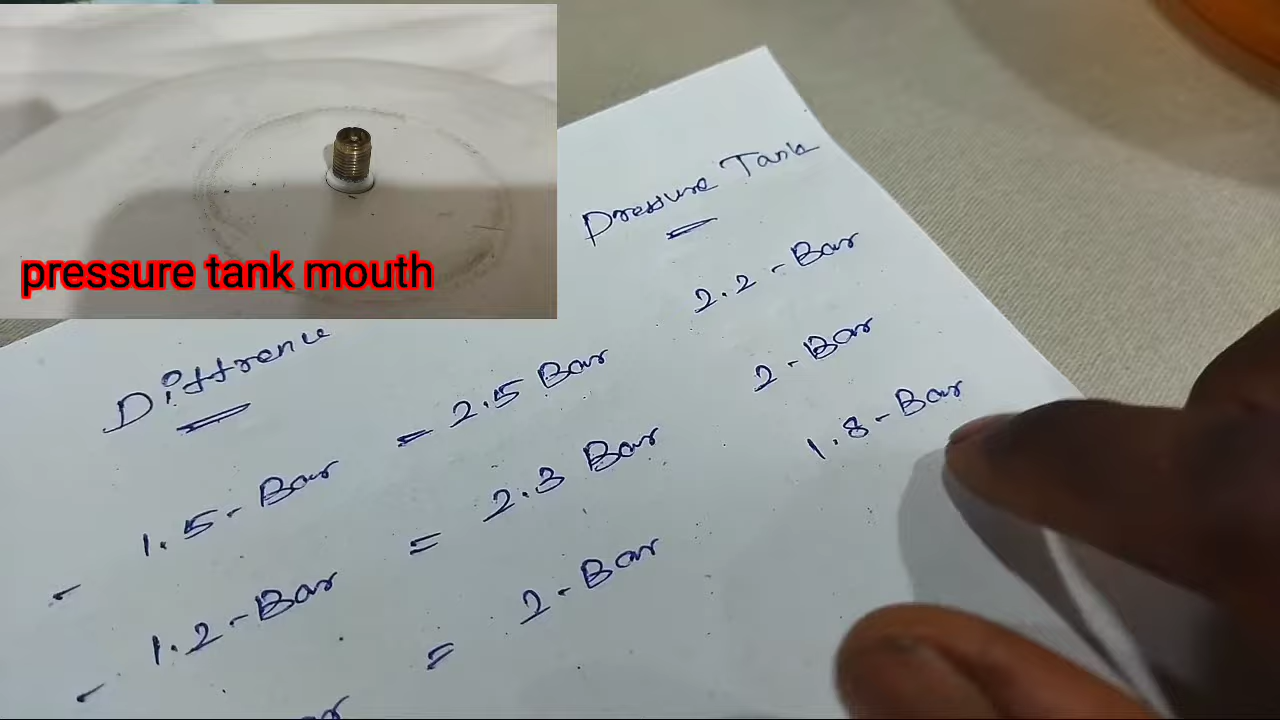 pressure tank mouth
Pressure Tank
Diffrence
- 1.5-Bar = 2.5 Bar 2.2-Bar
- 1.2-Bar = 2.3 Bar 2-Bar
= 2-Bar 1.8-Bar